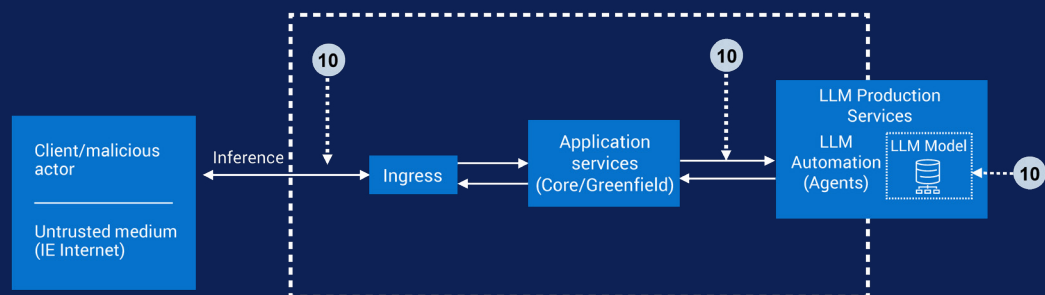 10
10
LLM Production
Services
Client/malicious
actor
Inference
Ingress
Application
services
(Core/Greenfield)
LLM
Automation
(Agents)
LLM Model
10
Untrusted medium
(IE Internet)